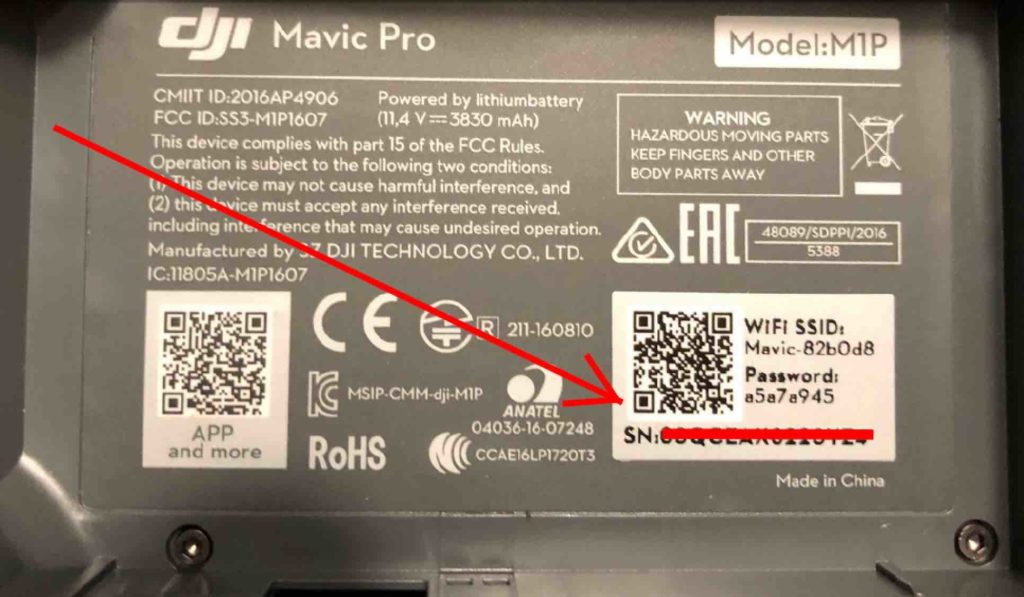 dji Mavic Pro
Model:M1P
CMIIT ID:2016AP4906
FCC ID:SS3-M1P1607
Powered by lithiumbattery
(11,4 V⎓3830 mAh)
This device complies with part 15 of the FCC Rules.
Operation is subject to the following two conditions:
(1) This device may not cause harmful interference, and
(2) this device must accept any interference received,
including interference that may cause undesired operation.
Manufactured by SZ DJI TECHNOLOGY CO., LTD.
IC:11805A-M1P1607
WARNING
HAZARDOUS MOVING PARTS
KEEP FINGERS AND OTHER
BODY PARTS AWAY
EAC
48089/SDPPI/2016
5388
APP
and more
CE
R 211-160810
MSIP-CMM-dji-M1P
ANATEL
04036-16-07248
RoHS
CCAE16LP1720T3
WiFi SSID:
Mavic-82b0d8
Password:
a5a7a945
SN:
Made in China